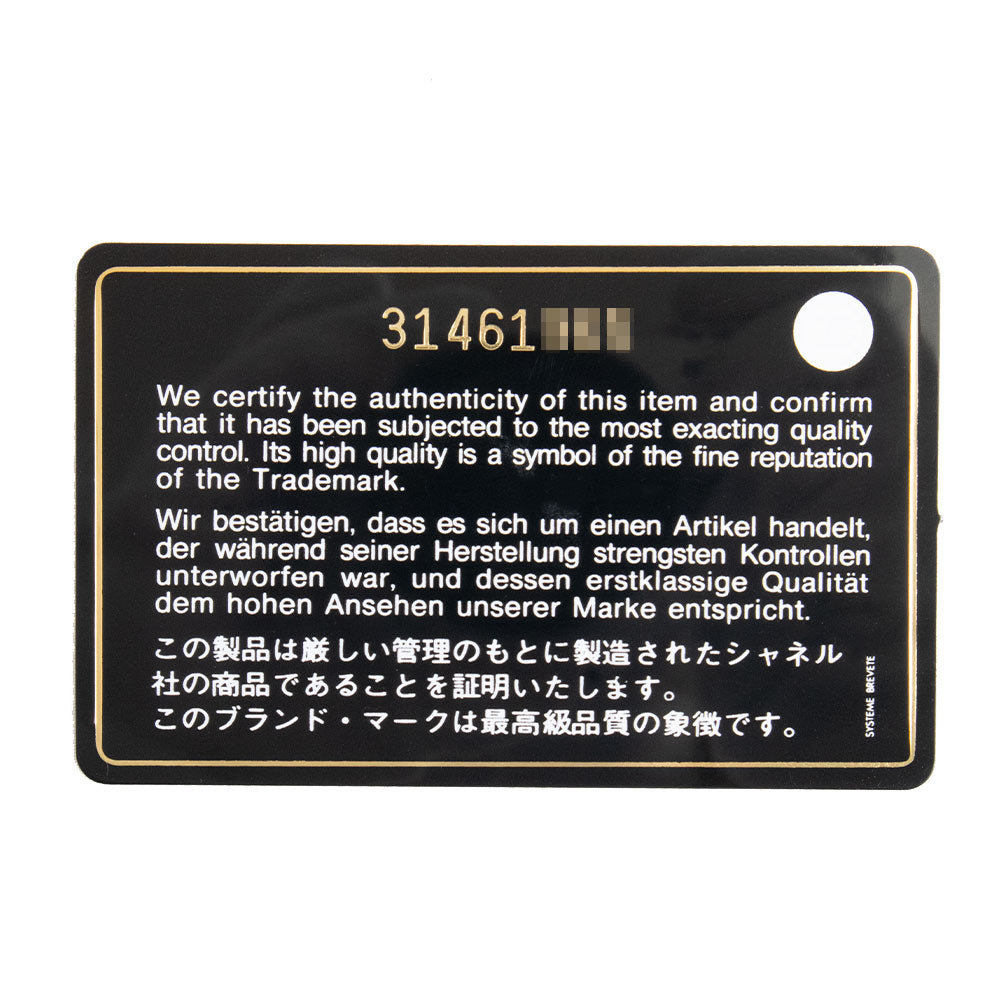 31461
We certify the authenticity of this item and confirm
that it has been subjected to the most exacting quality
control. Its high quality is a symbol of the fine reputation
of the Trademark.
Wir bestätigen, dass es sich um einen Artikel handelt,
der während seiner Herstellung strengsten Kontrollen
unterworfen war, und dessen erstklassige Qualität
dem hohen Ansehen unserer Marke entspricht.
この製品は厳しい管理のもとに製造されたシャネル
社の商品であることを証明いたします。
このブランド・マークは最高級品質の象徴です。
SYSTEME BREVETE